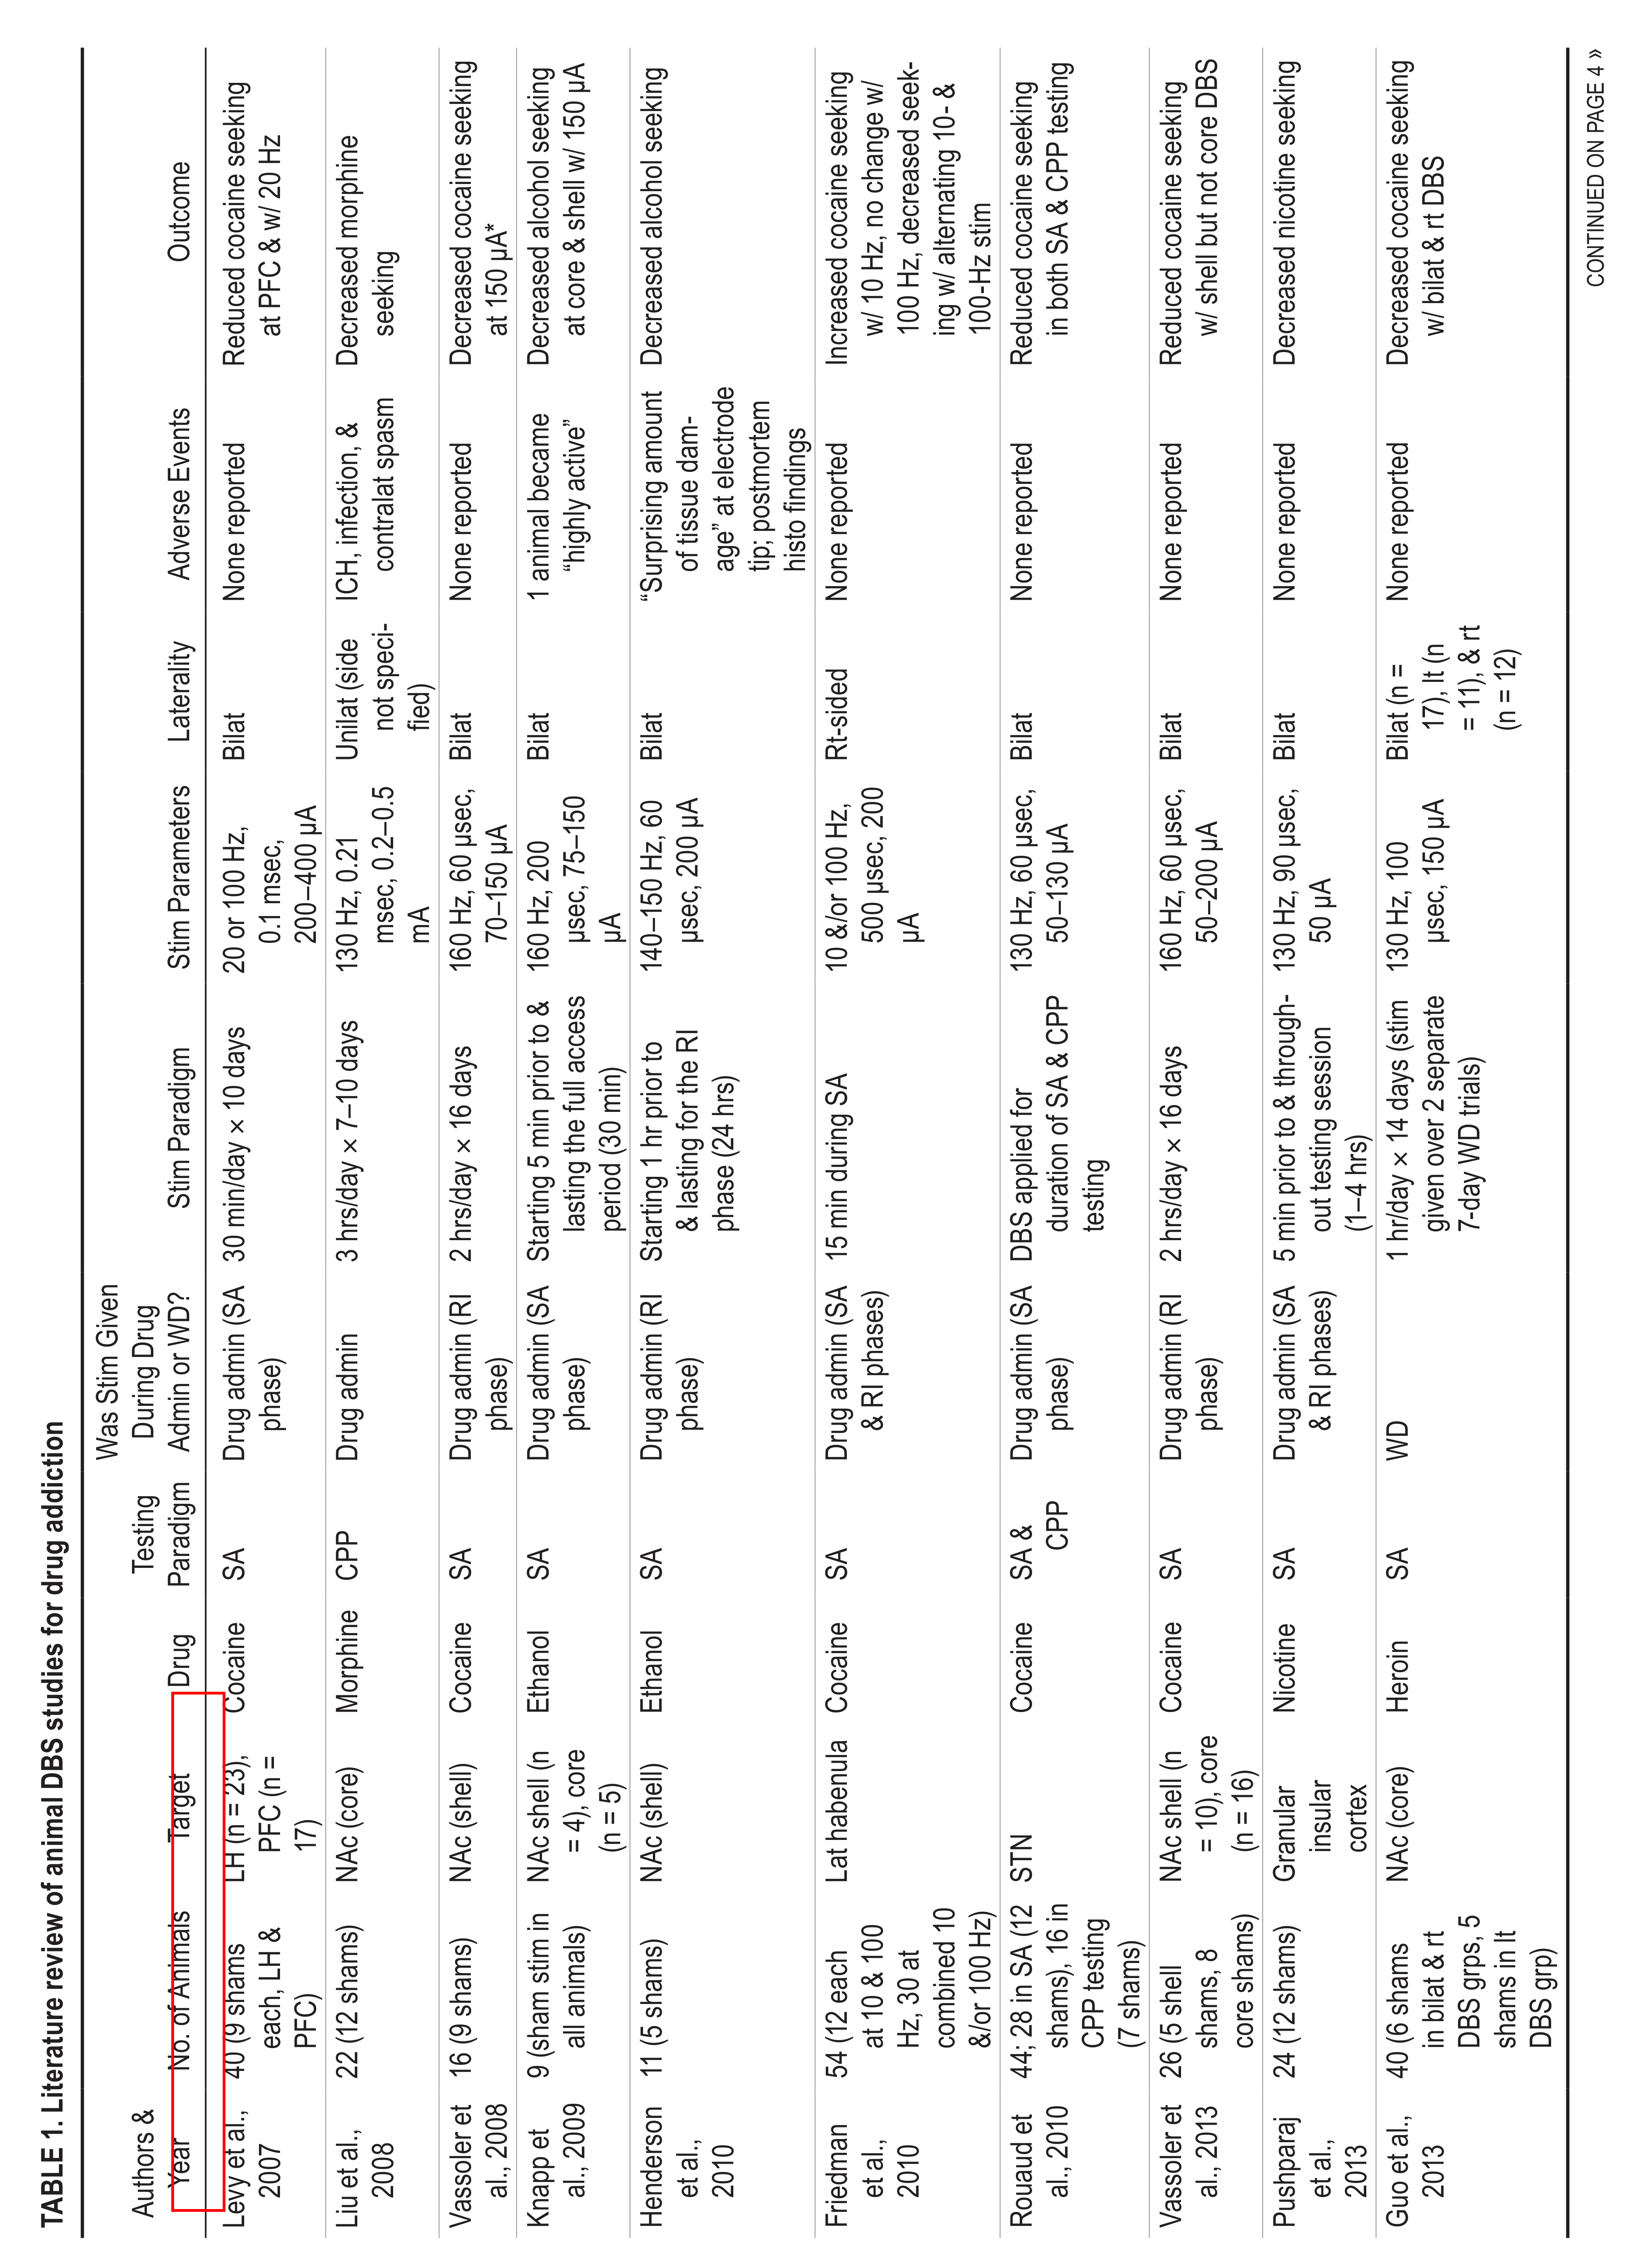 TABLE 1. Literature review of animal DBS studies for drug addiction
Authors &
Year
No. of Animals
Target
Drug
Testing
Paradigm
Was Stim Given
During Drug
Admin or WD?
Stim Paradigm
Stim Parameters
Laterality
Adverse Events
Outcome
Levy et al.,
2007
40 (9 shams
each, LH &
PFC)
LH (n = 23),
PFC (n =
17)
Cocaine
SA
Drug admin (SA
phase)
30 min/day × 10 days
20 or 100 Hz,
0.1 msec,
200–400 µA
Bilat
None reported
Reduced cocaine seeking
at PFC & w/ 20 Hz
Liu et al.,
2008
22 (12 shams)
NAc (core)
Morphine
CPP
Drug admin
3 hrs/day × 7–10 days
130 Hz, 0.21
msec, 0.2–0.5
mA
Unilat (side
not speci-
fied)
ICH, infection, &
contralat spasm
Decreased morphine
seeking
Vassoler et
al., 2008
16 (9 shams)
NAc (shell)
Cocaine
SA
Drug admin (RI
phase)
2 hrs/day × 16 days
160 Hz, 60 µsec,
70–150 µA
Bilat
None reported
Decreased cocaine seeking
at 150 µA*
Knapp et
al., 2009
9 (sham stim in
all animals)
NAc shell (n
= 4), core
(n = 5)
Ethanol
SA
Drug admin (SA
phase)
Starting 5 min prior to &
lasting the full access
period (30 min)
160 Hz, 200
µsec, 75–150
µA
Bilat
1 animal became
“highly active”
Decreased alcohol seeking
at core & shell w/ 150 µA
Henderson
et al.,
2010
11 (5 shams)
NAc (shell)
Ethanol
SA
Drug admin (RI
phase)
Starting 1 hr prior to
& lasting for the RI
phase (24 hrs)
140–150 Hz, 60
µsec, 200 µA
Bilat
“Surprising amount
of tissue dam-
age” at electrode
tip; postmortem
histo findings
Decreased alcohol seeking
Friedman
et al.,
2010
54 (12 each
at 10 & 100
Hz, 30 at
combined 10
&/or 100 Hz)
Lat habenula
Cocaine
SA
Drug admin (SA
& RI phases)
15 min during SA
10 &/or 100 Hz,
500 µsec, 200
µA
Rt-sided
None reported
Increased cocaine seeking
w/ 10 Hz, no change w/
100 Hz, decreased seek-
ing w/ alternating 10- &
100-Hz stim
Rouaud et
al., 2010
44; 28 in SA (12
shams), 16 in
CPP testing
(7 shams)
STN
Cocaine
SA &
CPP
Drug admin (SA
phase)
DBS applied for
duration of SA & CPP
testing
130 Hz, 60 µsec,
50–130 µA
Bilat
None reported
Reduced cocaine seeking
in both SA & CPP testing
Vassoler et
al., 2013
26 (5 shell
shams, 8
core shams)
NAc shell (n
= 10), core
(n = 16)
Cocaine
SA
Drug admin (RI
phase)
2 hrs/day × 16 days
160 Hz, 60 µsec,
50–200 µA
Bilat
None reported
Reduced cocaine seeking
w/ shell but not core DBS
Pushparaj
et al.,
2013
24 (12 shams)
Granular
insular
cortex
Nicotine
SA
Drug admin (SA
& RI phases)
5 min prior to & through-
out testing session
(1–4 hrs)
130 Hz, 90 µsec,
50 µA
Bilat
None reported
Decreased nicotine seeking
Guo et al.,
2013
40 (6 shams
in bilat & rt
DBS grps, 5
shams in lt
DBS grp)
NAc (core)
Heroin
SA
WD
1 hr/day × 14 days (stim
given over 2 separate
7-day WD trials)
130 Hz, 100
µsec, 150 µA
Bilat (n =
17), lt (n
= 11), & rt
(n = 12)
None reported
Decreased cocaine seeking
w/ bilat & rt DBS
CONTINUED ON PAGE 4 »